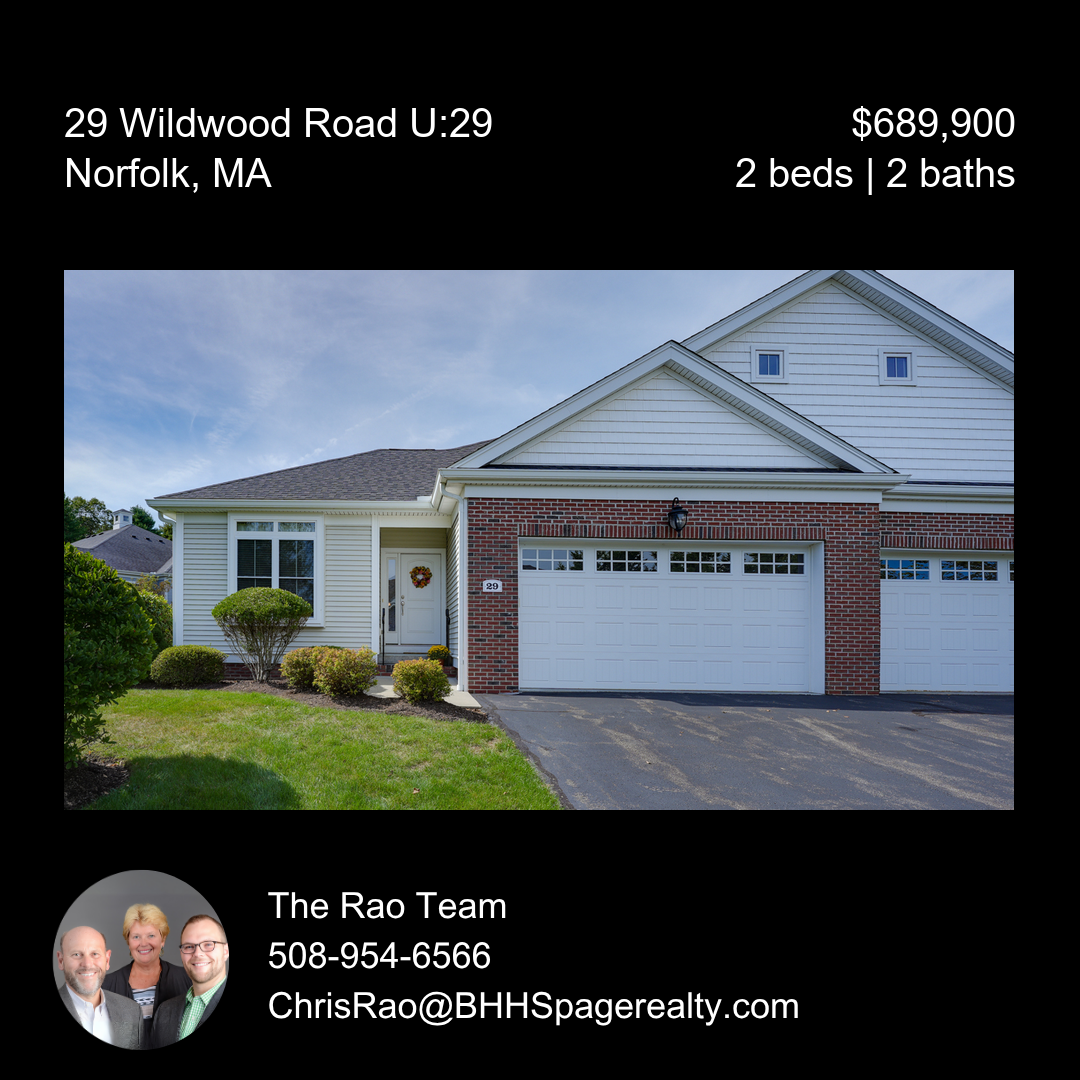 29 Wildwood Road U:29
Norfolk, MA
$689,900
2 beds | 2 baths
29
The Rao Team
508-954-6566
ChrisRao@BHHSpagerealty.com